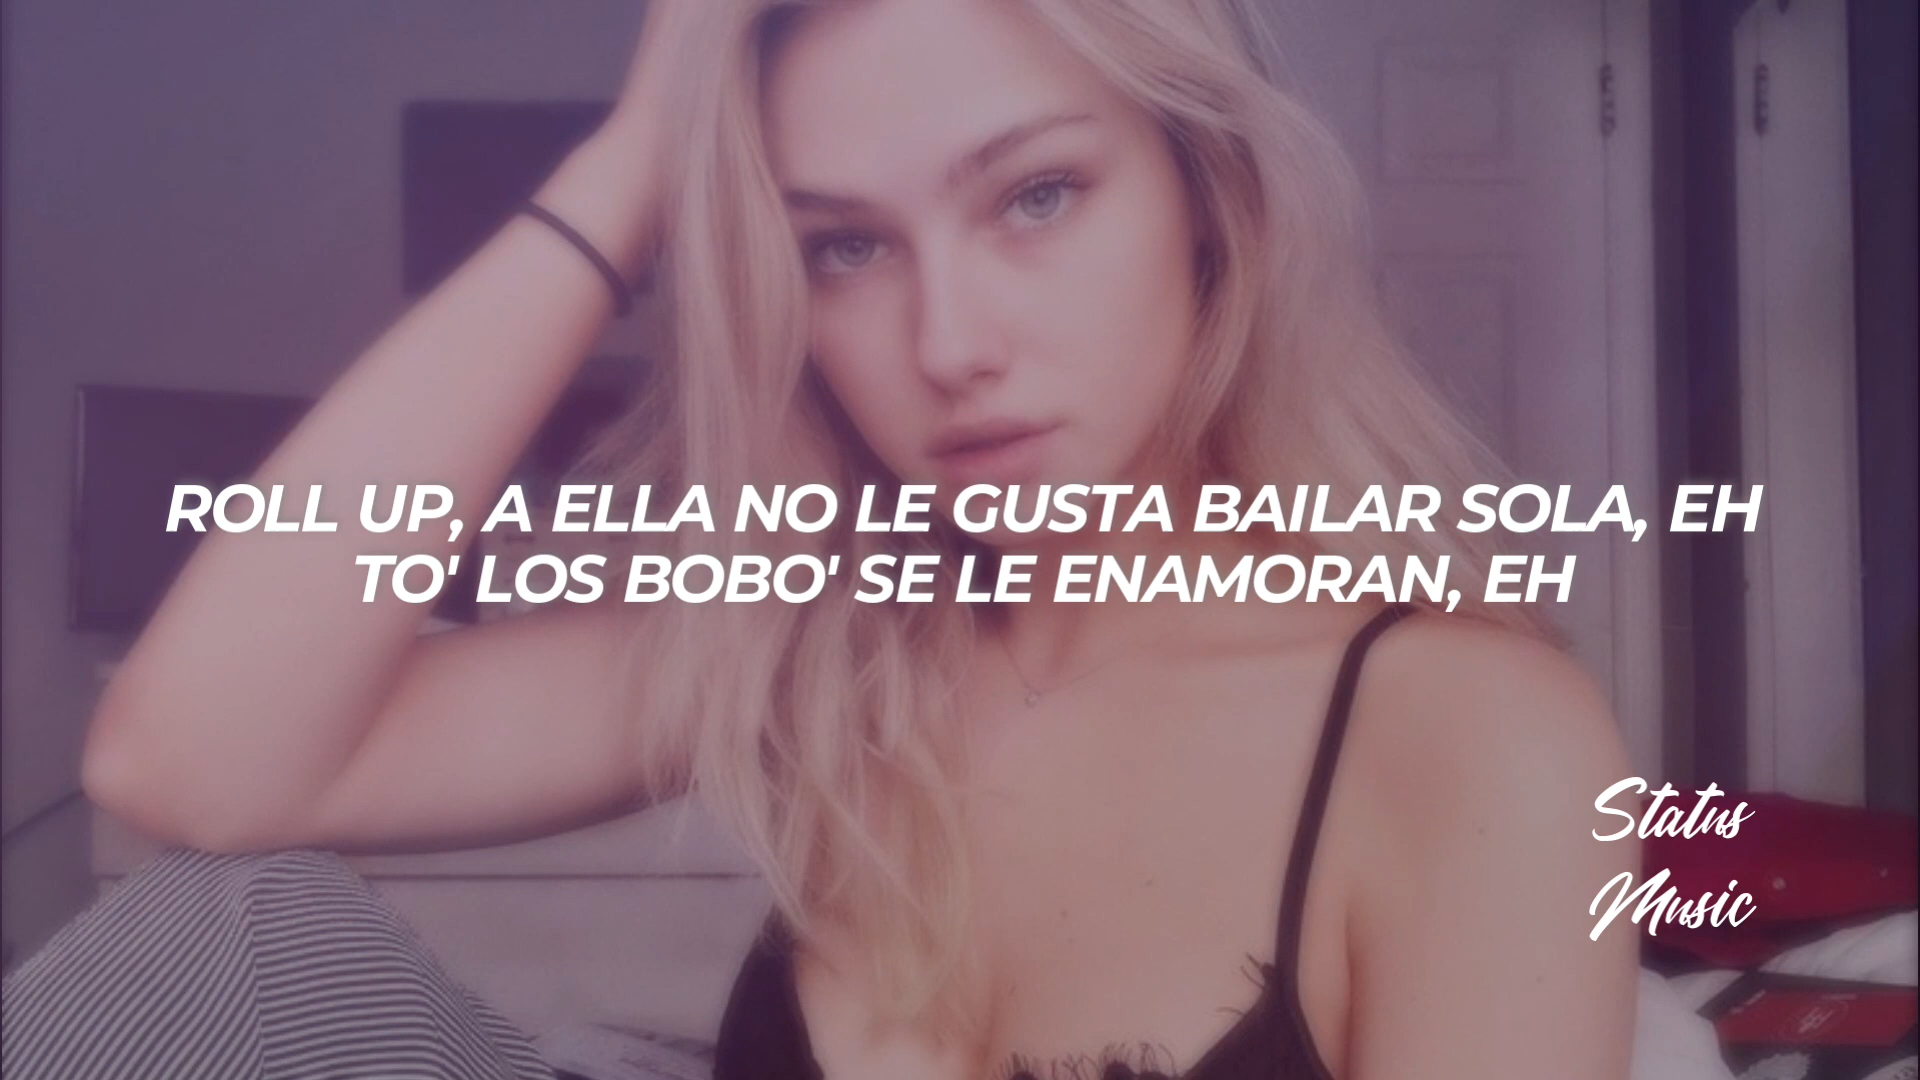 ROLL UP, A ELLA NO LE GUSTA BAILAR SOLA, EH
TO' LOS BOBO' SE LE ENAMORAN, EH
Status
Music